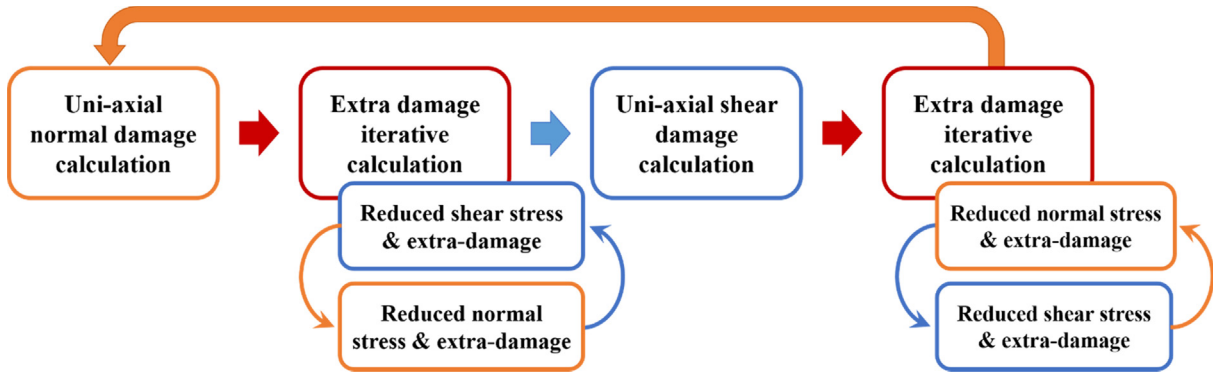 Uni-axial
normal damage
calculation
Extra damage
iterative
calculation
Reduced shear stress
& extra-damage
Reduced normal
stress & extra-damage
Uni-axial shear
damage
calculation
Extra damage
iterative
calculation
Reduced normal stress
& extra-damage
Reduced shear stress
& extra-damage